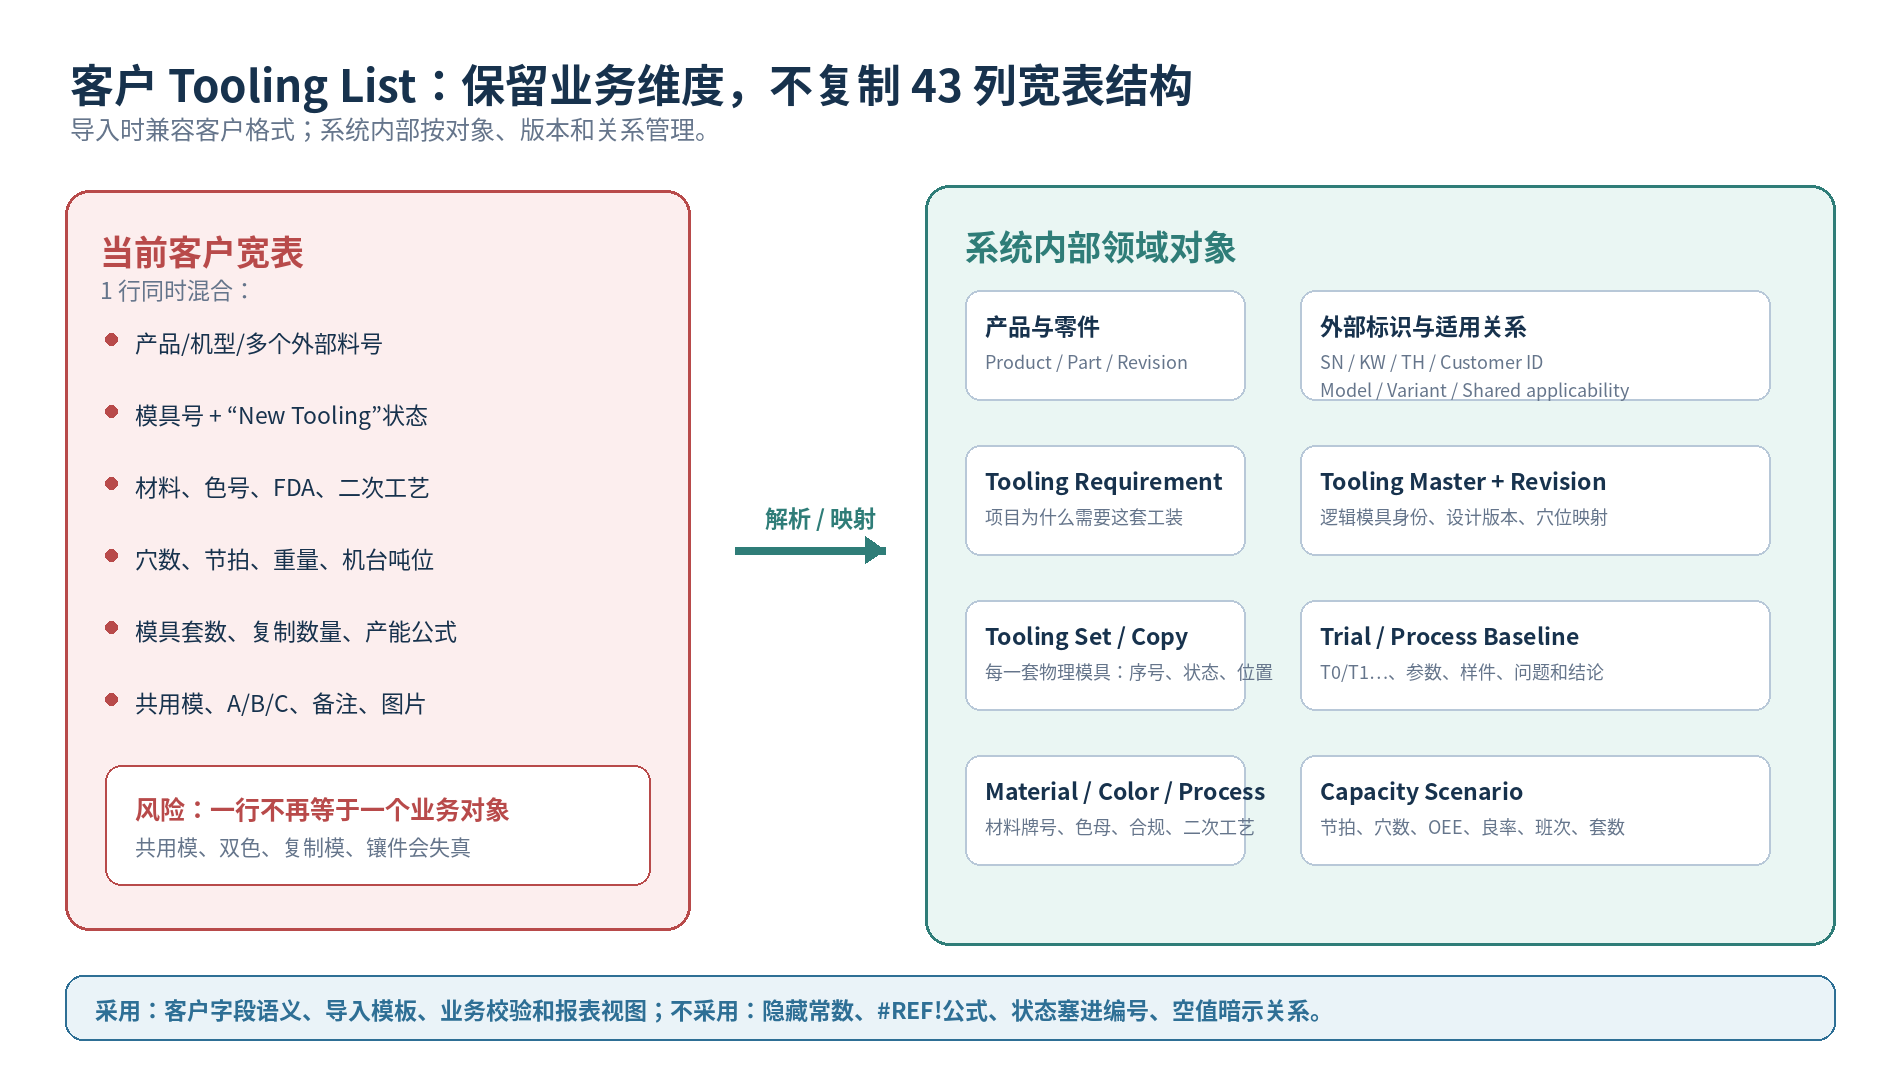 客户 Tooling List：保留业务维度，不复制 43 列宽表结构
导入时兼容客户格式；系统内部按对象、版本和关系管理。
当前客户宽表
1 行同时混合：
产品/机型/多个外部料号
模具号 + “New Tooling”状态
材料、色号、FDA、二次工艺
穴数、节拍、重量、机台吨位
模具套数、复制数量、产能公式
共用模、A/B/C、备注、图片
风险：一行不再等于一个业务对象
共用模、双色、复制模、镶件会失真
解析 / 映射
系统内部领域对象
产品与零件
Product / Part / Revision
外部标识与适用关系
SN / KW / TH / Customer ID
Model / Variant / Shared applicability
Tooling Requirement
项目为什么需要这套工装
Tooling Master + Revision
逻辑模具身份、设计版本、穴位映射
Tooling Set / Copy
每一套物理模具：序号、状态、位置
Trial / Process Baseline
T0/T1…、参数、样件、问题和结论
Material / Color / Process
材料牌号、色母、合规、二次工艺
Capacity Scenario
节拍、穴数、OEE、良率、班次、套数
采用：客户字段语义、导入模板、业务校验和报表视图；不采用：隐藏常数、#REF!公式、状态塞进编号、空值暗示关系。